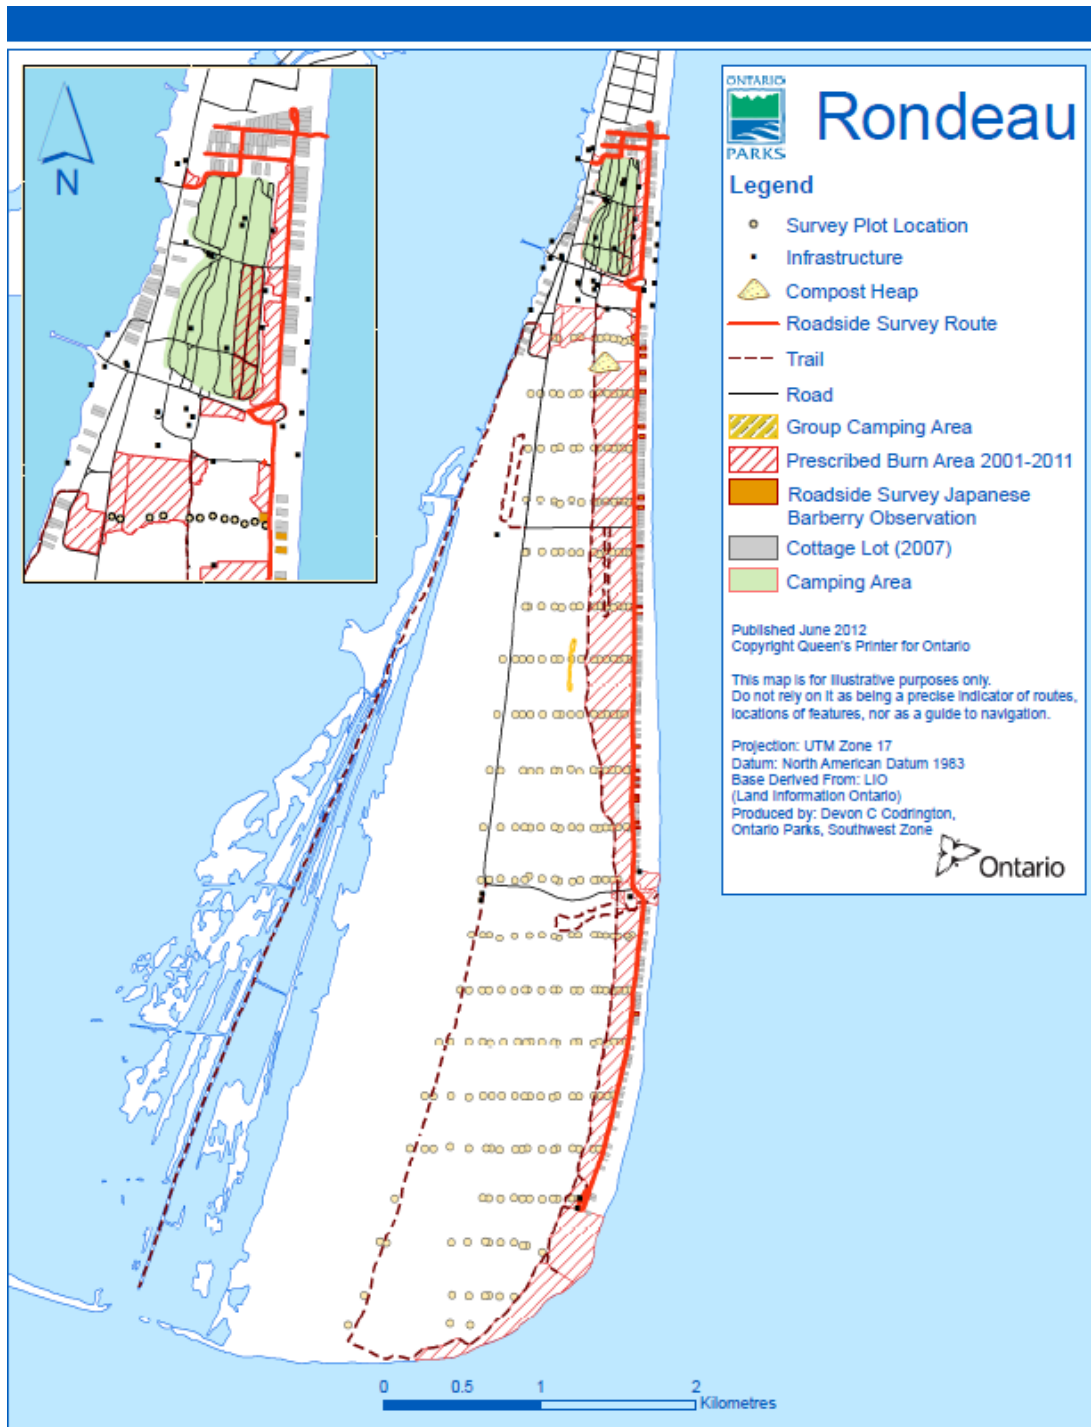 N
ONTARIO
PARKS
Rondeau
Legend
Survey Plot Location
Infrastructure
Compost Heap
Roadside Survey Route
Trail
Road
Group Camping Area
Prescribed Burn Area 2001-2011
Roadside Survey Japanese
Barberry Observation
Cottage Lot (2007)
Camping Area
Published June 2012
Copyright Queen's Printer for Ontario
This map is for illustrative purposes only.
Do not rely on it as being a precise indicator of routes,
locations of features, nor as a guide to navigation.
Projection: UTM Zone 17
Datum: North American Datum 1983
Base Derived From: LIO
(Land Information Ontario)
Produced by: Devon C Codrington,
Ontario Parks, Southwest Zone
Ontario
0 0.5 1 2
Kilometres